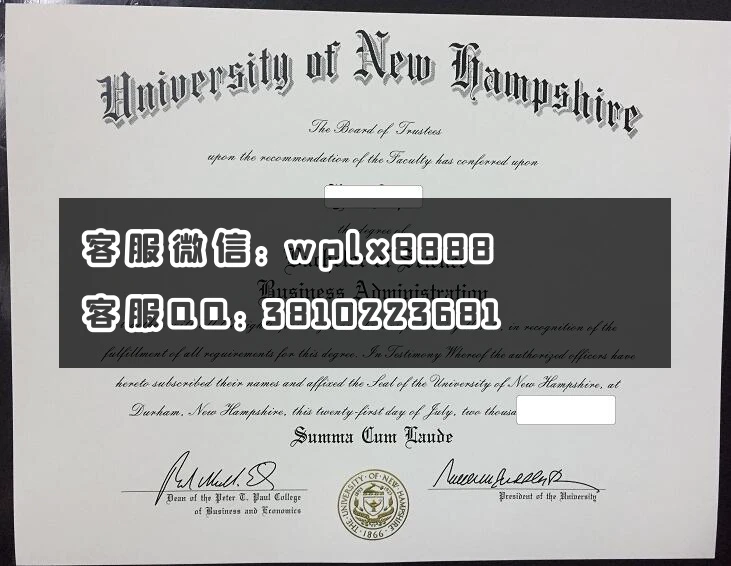 University of New Hampshire
The Board of Trustees
upon the recommendation of the Faculty has conferred upon
the degree of
客服微信: wplx8888
Business Administration
客服QQ: 3810223681
in recognition of the
fulfillment of all requirements for this degree. In Testimony Whereof the authorized officers have
hereto subscribed their names and affixed the Seal of the University of New Hampshire, at
Durham, New Hampshire, this twenty-first day of July, two thousa
Summa Cum Laude
Dean of the Peter T. Paul College
of Business and Economics
President of the University
THE·UNIVERSITY·OF·NEW·HAMPSHIRE
·1866·